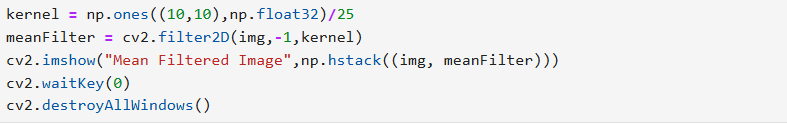 kernel = np.ones((10,10),np.float32)/25
meanFilter = cv2.filter2D(img,-1,kernel)
cv2.imshow("Mean Filtered Image",np.hstack((img, meanFilter)))
cv2.waitKey(0)
cv2.destroyAllWindows()